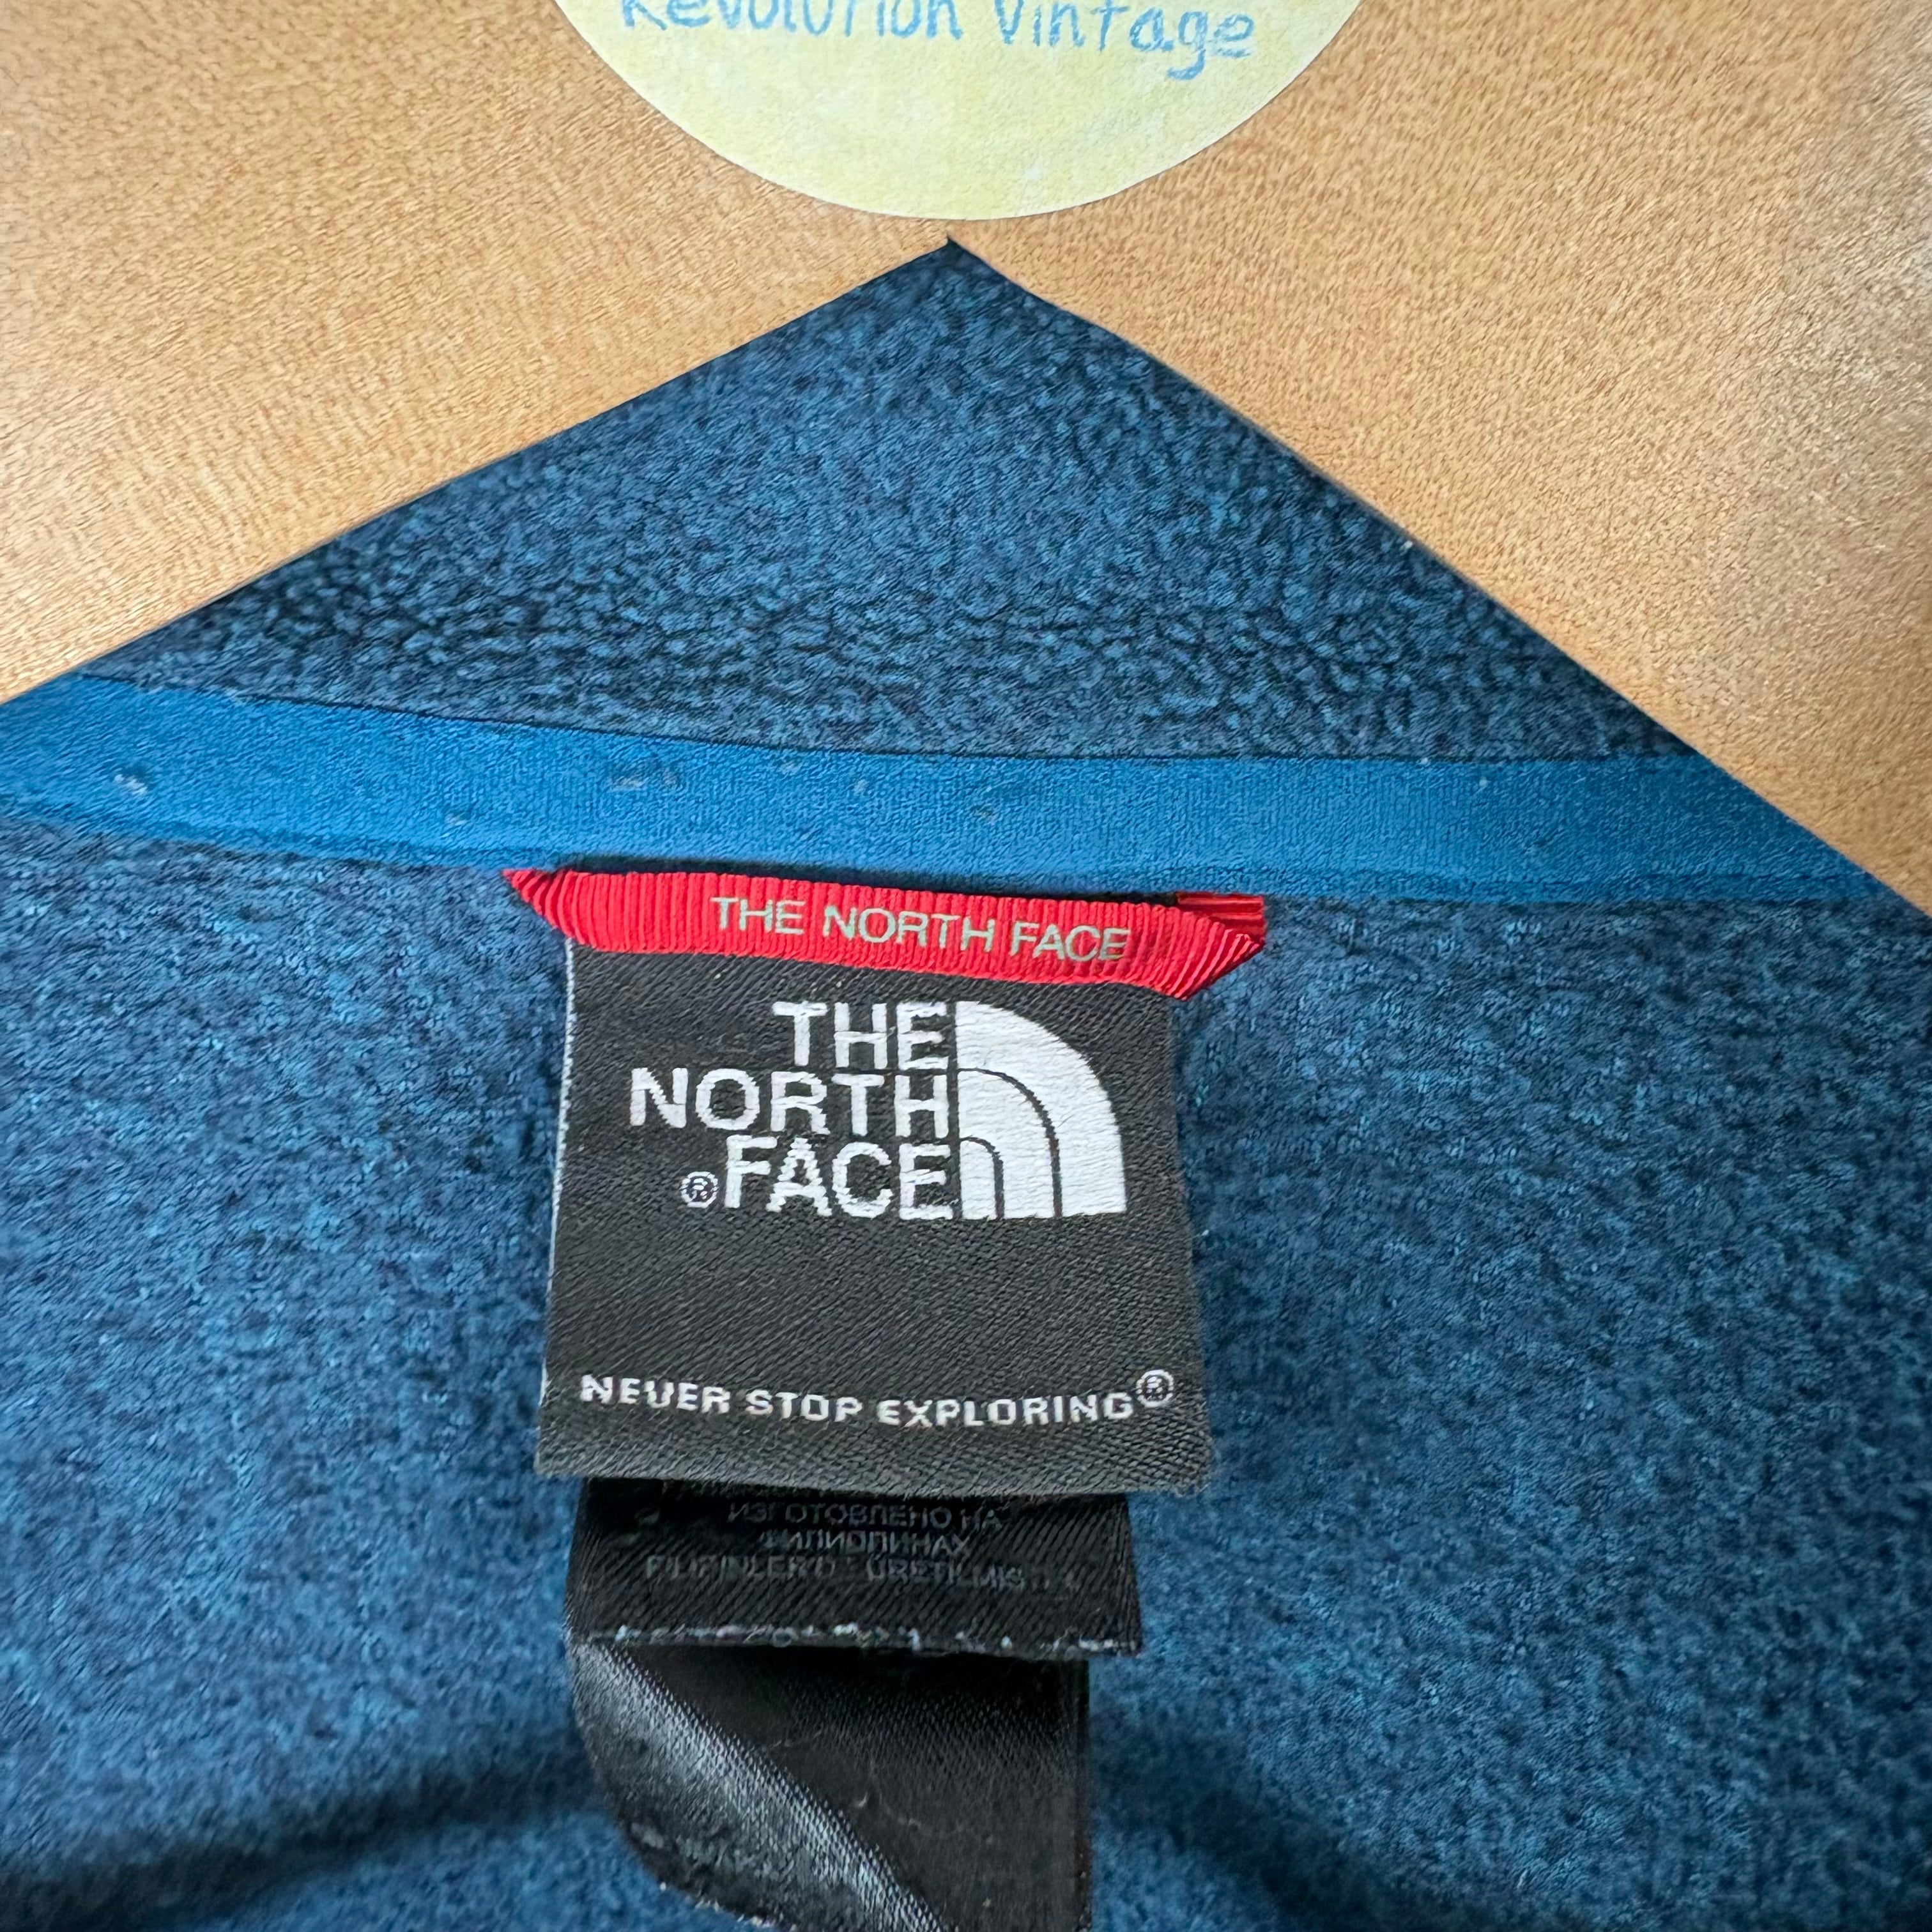 Revolution Vintage
THE NORTH FACE
THE
NORTH
®FACE
NEVER STOP EXPLORING®
ИЗГОТОВЛЕНО НА
ФИЛИППИНАХ